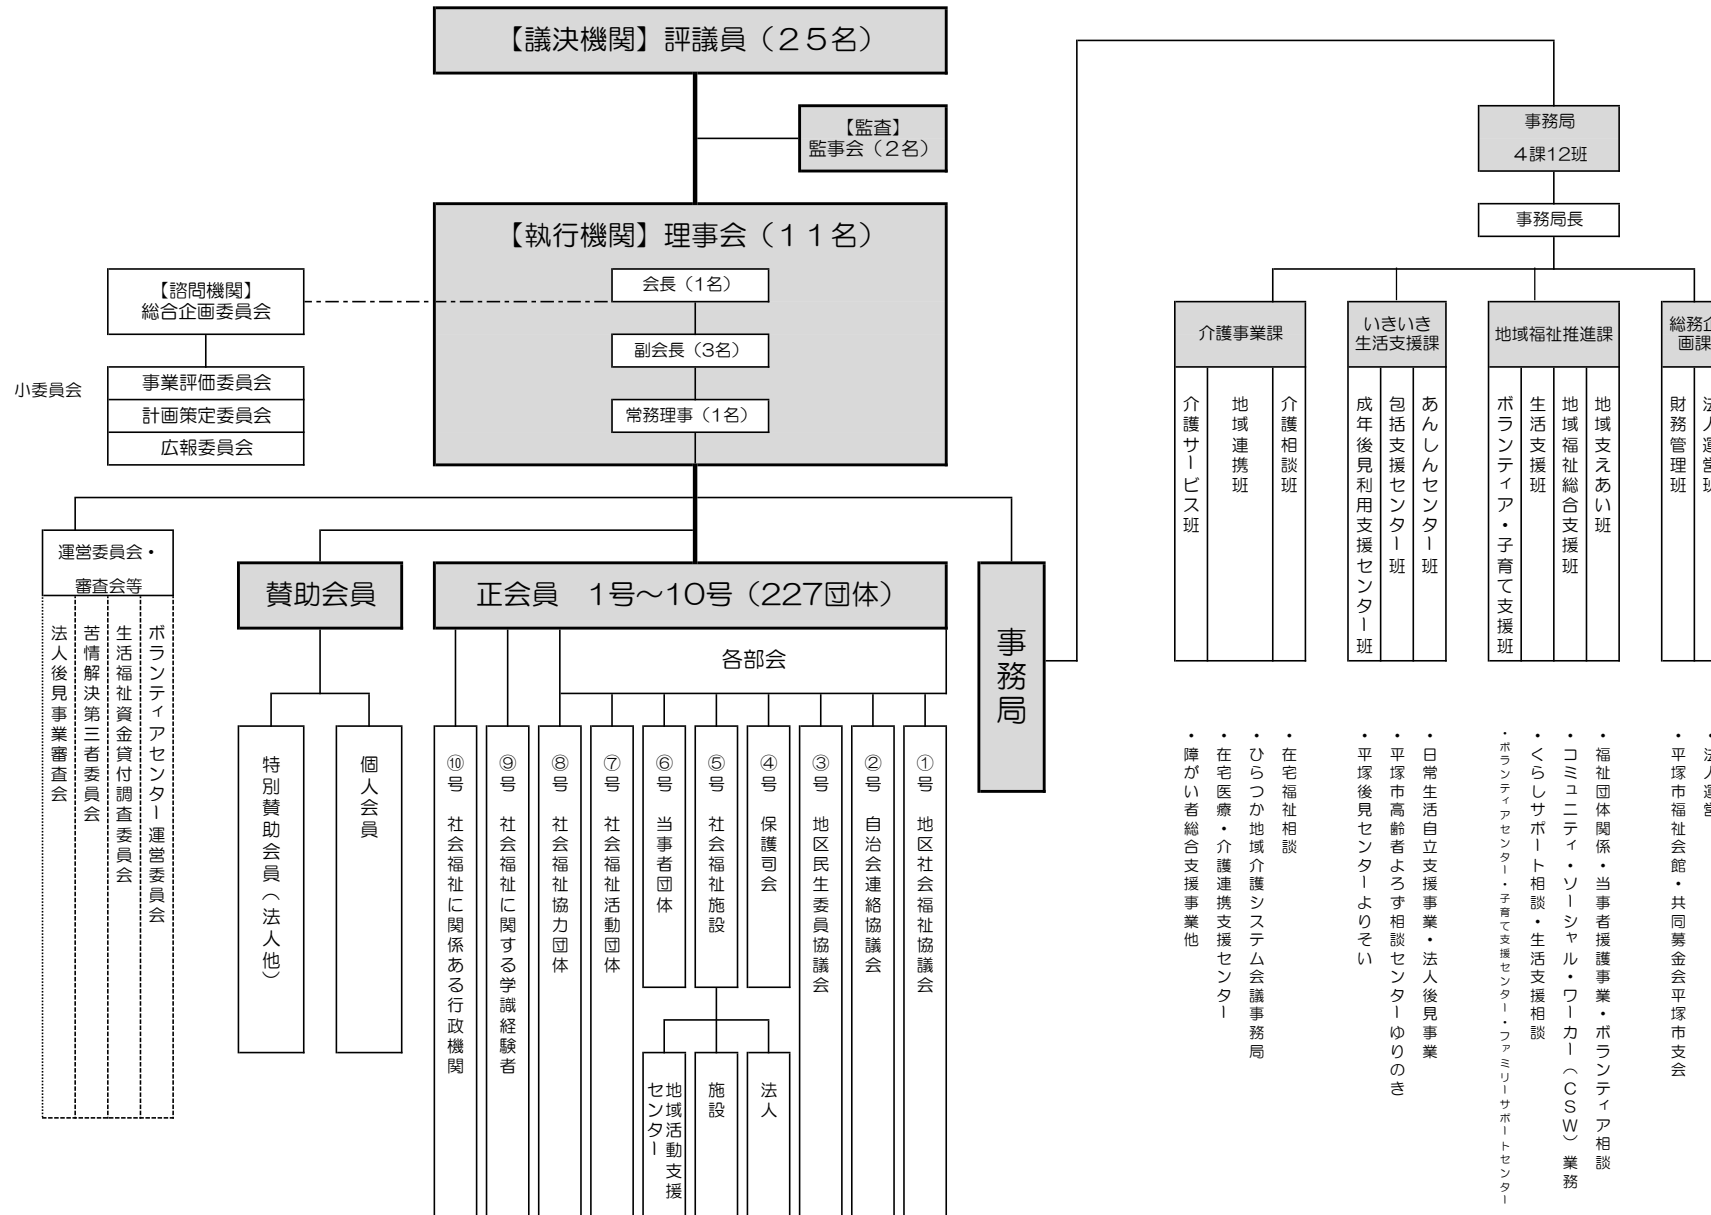 【議決機関】評議員（２５名）
【監査】
監事会（２名）
【執行機関】理事会（１１名）
会長（1名）
副会長（3名）
常務理事（1名）
【諮問機関】
総合企画委員会
小委員会
事業評価委員会
計画策定委員会
広報委員会
運営委員会・
審査会等
ボランティアセンター運営委員会
生活福祉資金貸付調査委員会
苦情解決第三者委員会
法人後見事業審査会
賛助会員
個人会員
特別賛助会員（法人他）
正会員　1号～10号（227団体）
各部会
①号　地区社会福祉協議会
②号　自治会連絡協議会
③号　地区民生委員協議会
④号　保護司会
⑤号　社会福祉施設
⑥号　当事者団体
⑦号　社会福祉活動団体
⑧号　社会福祉協力団体
⑨号　社会福祉に関する学識経験者
⑩号　社会福祉に関係ある行政機関
法人
施設
地域活動支援
センター
事務局
事務局
４課12班
事務局長
総務企
画課
法人運営班
財務管理班
地域福祉推進課
地域支えあい班
地域福祉総合支援班
生活支援班
ボランティア・子育て支援班
いきいき
生活支援課
あんしんセンター班
包括支援センター班
成年後見利用支援センター班
介護事業課
介護相談班
地域連携班
介護サービス班
・法人運営
・平塚市福祉会館・共同募金会平塚市支会
・福祉団体関係・当事者援護事業・ボランティア相談
・コミュニティ・ソーシャル・ワーカー（CSW）業務
・くらしサポート相談・生活支援相談
・ボランティアセンター・子育て支援センター・ファミリーサポートセンター
・日常生活自立支援事業・法人後見事業
・平塚市高齢者よろず相談センターゆりのき
・平塚後見センターよりそい
・在宅福祉相談
・ひらつか地域介護システム会議事務局
・在宅医療・介護連携支援センター
・障がい者総合支援事業他